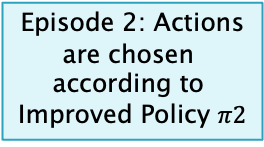 Episode 2: Actions
are chosen
according to
Improved Policy 𝜋2